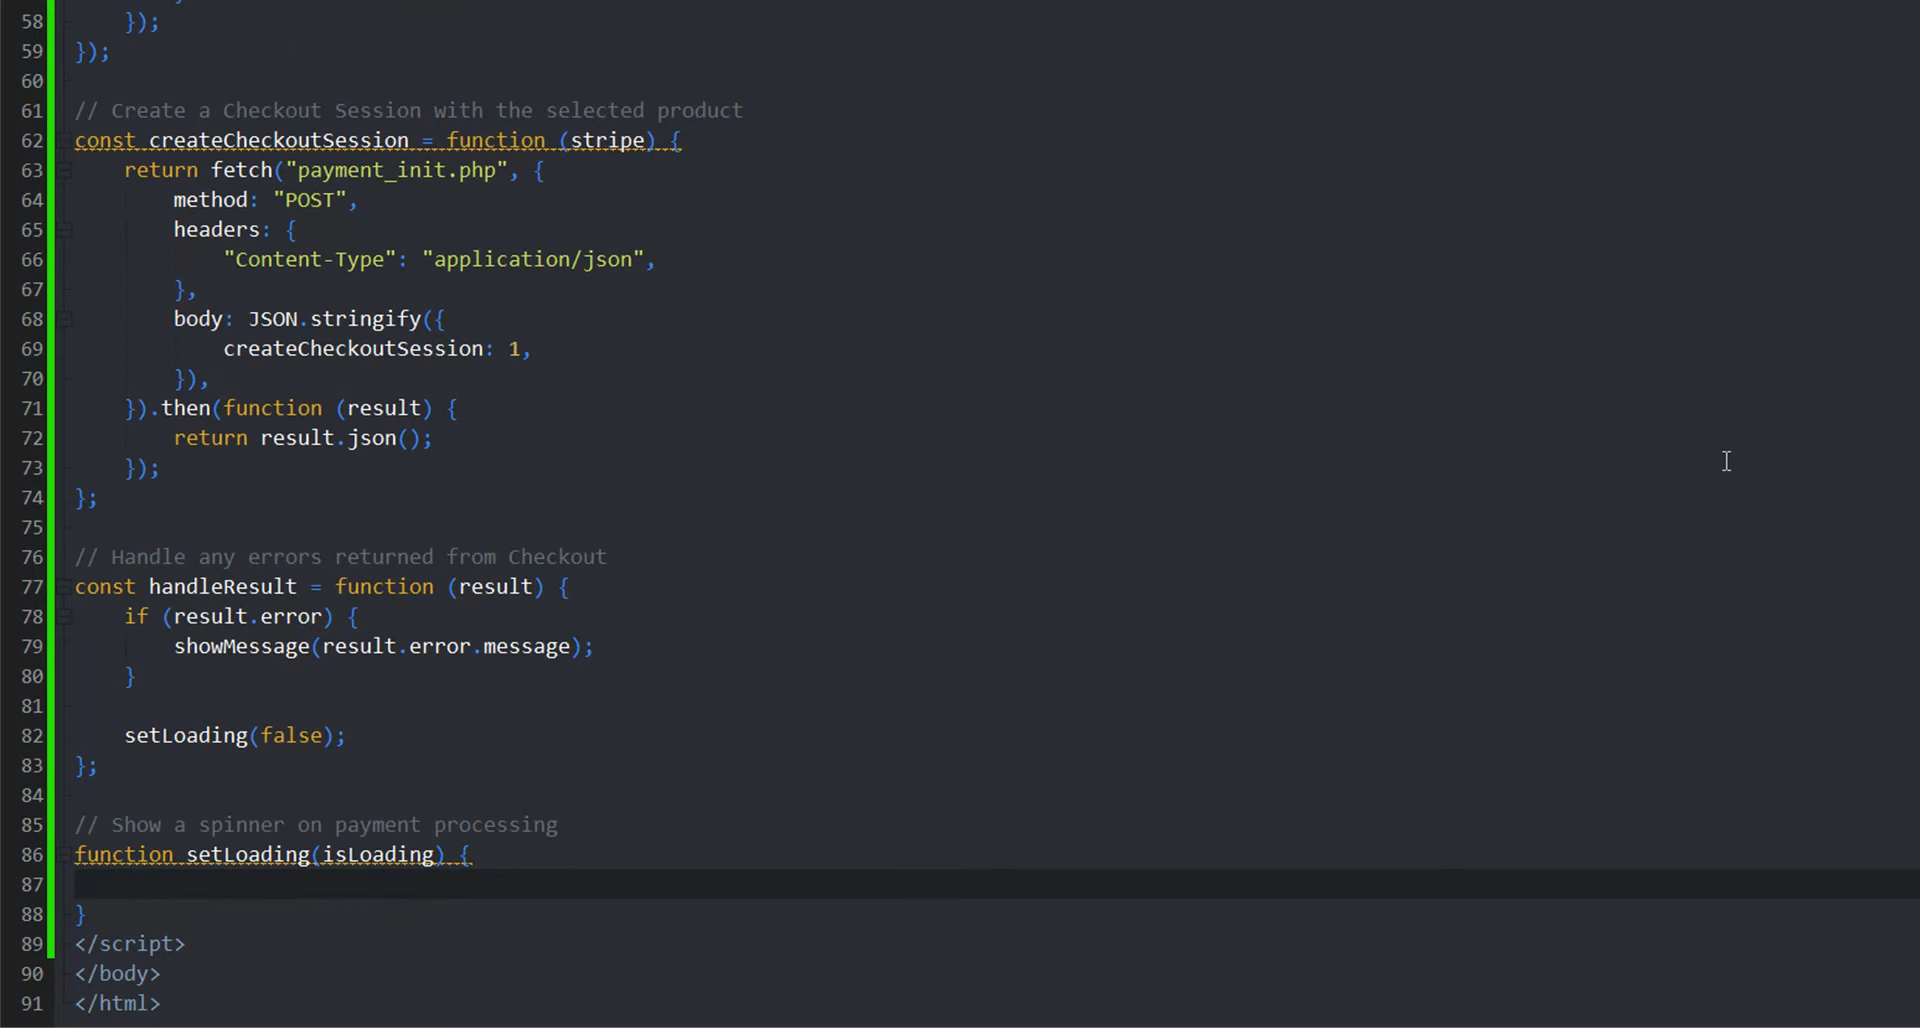 58     });
59 });
60
61 // Create a Checkout Session with the selected product
62 const createCheckoutSession = function (stripe) {
63     return fetch("payment_init.php", {
64         method: "POST",
65         headers: {
66             "Content-Type": "application/json",
67         },
68         body: JSON.stringify({
69             createCheckoutSession: 1,
70         }),
71     }).then(function (result) {
72         return result.json();
73     });
74 };
75
76 // Handle any errors returned from Checkout
77 const handleResult = function (result) {
78     if (result.error) {
79         showMessage(result.error.message);
80     }
81
82     setLoading(false);
83 };
84
85 // Show a spinner on payment processing
86 function setLoading(isLoading) {
87
88 }
89 </script>
90 </body>
91 </html>